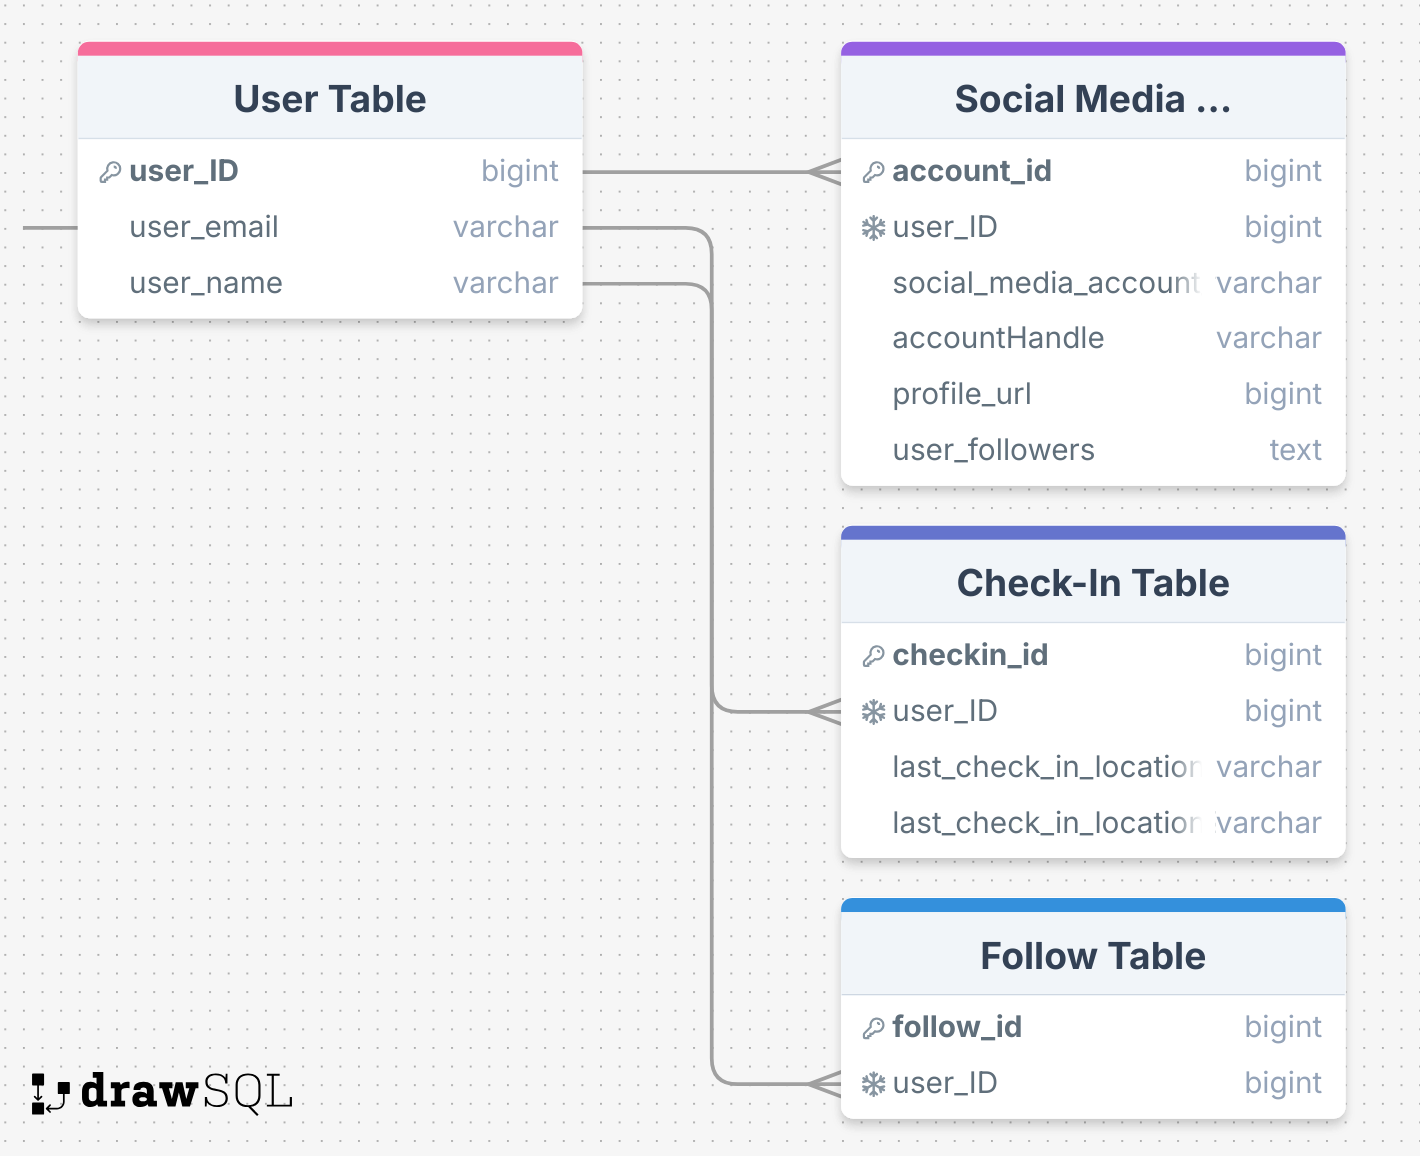 User Table
user_ID bigint
user_email varchar
user_name varchar
Social Media ...
account_id bigint
user_ID bigint
social_media_account varchar
accountHandle varchar
profile_url bigint
user_followers text
Check-In Table
checkin_id bigint
user_ID bigint
last_check_in_location varchar
last_check_in_location varchar
Follow Table
follow_id bigint
user_ID bigint
drawSQL